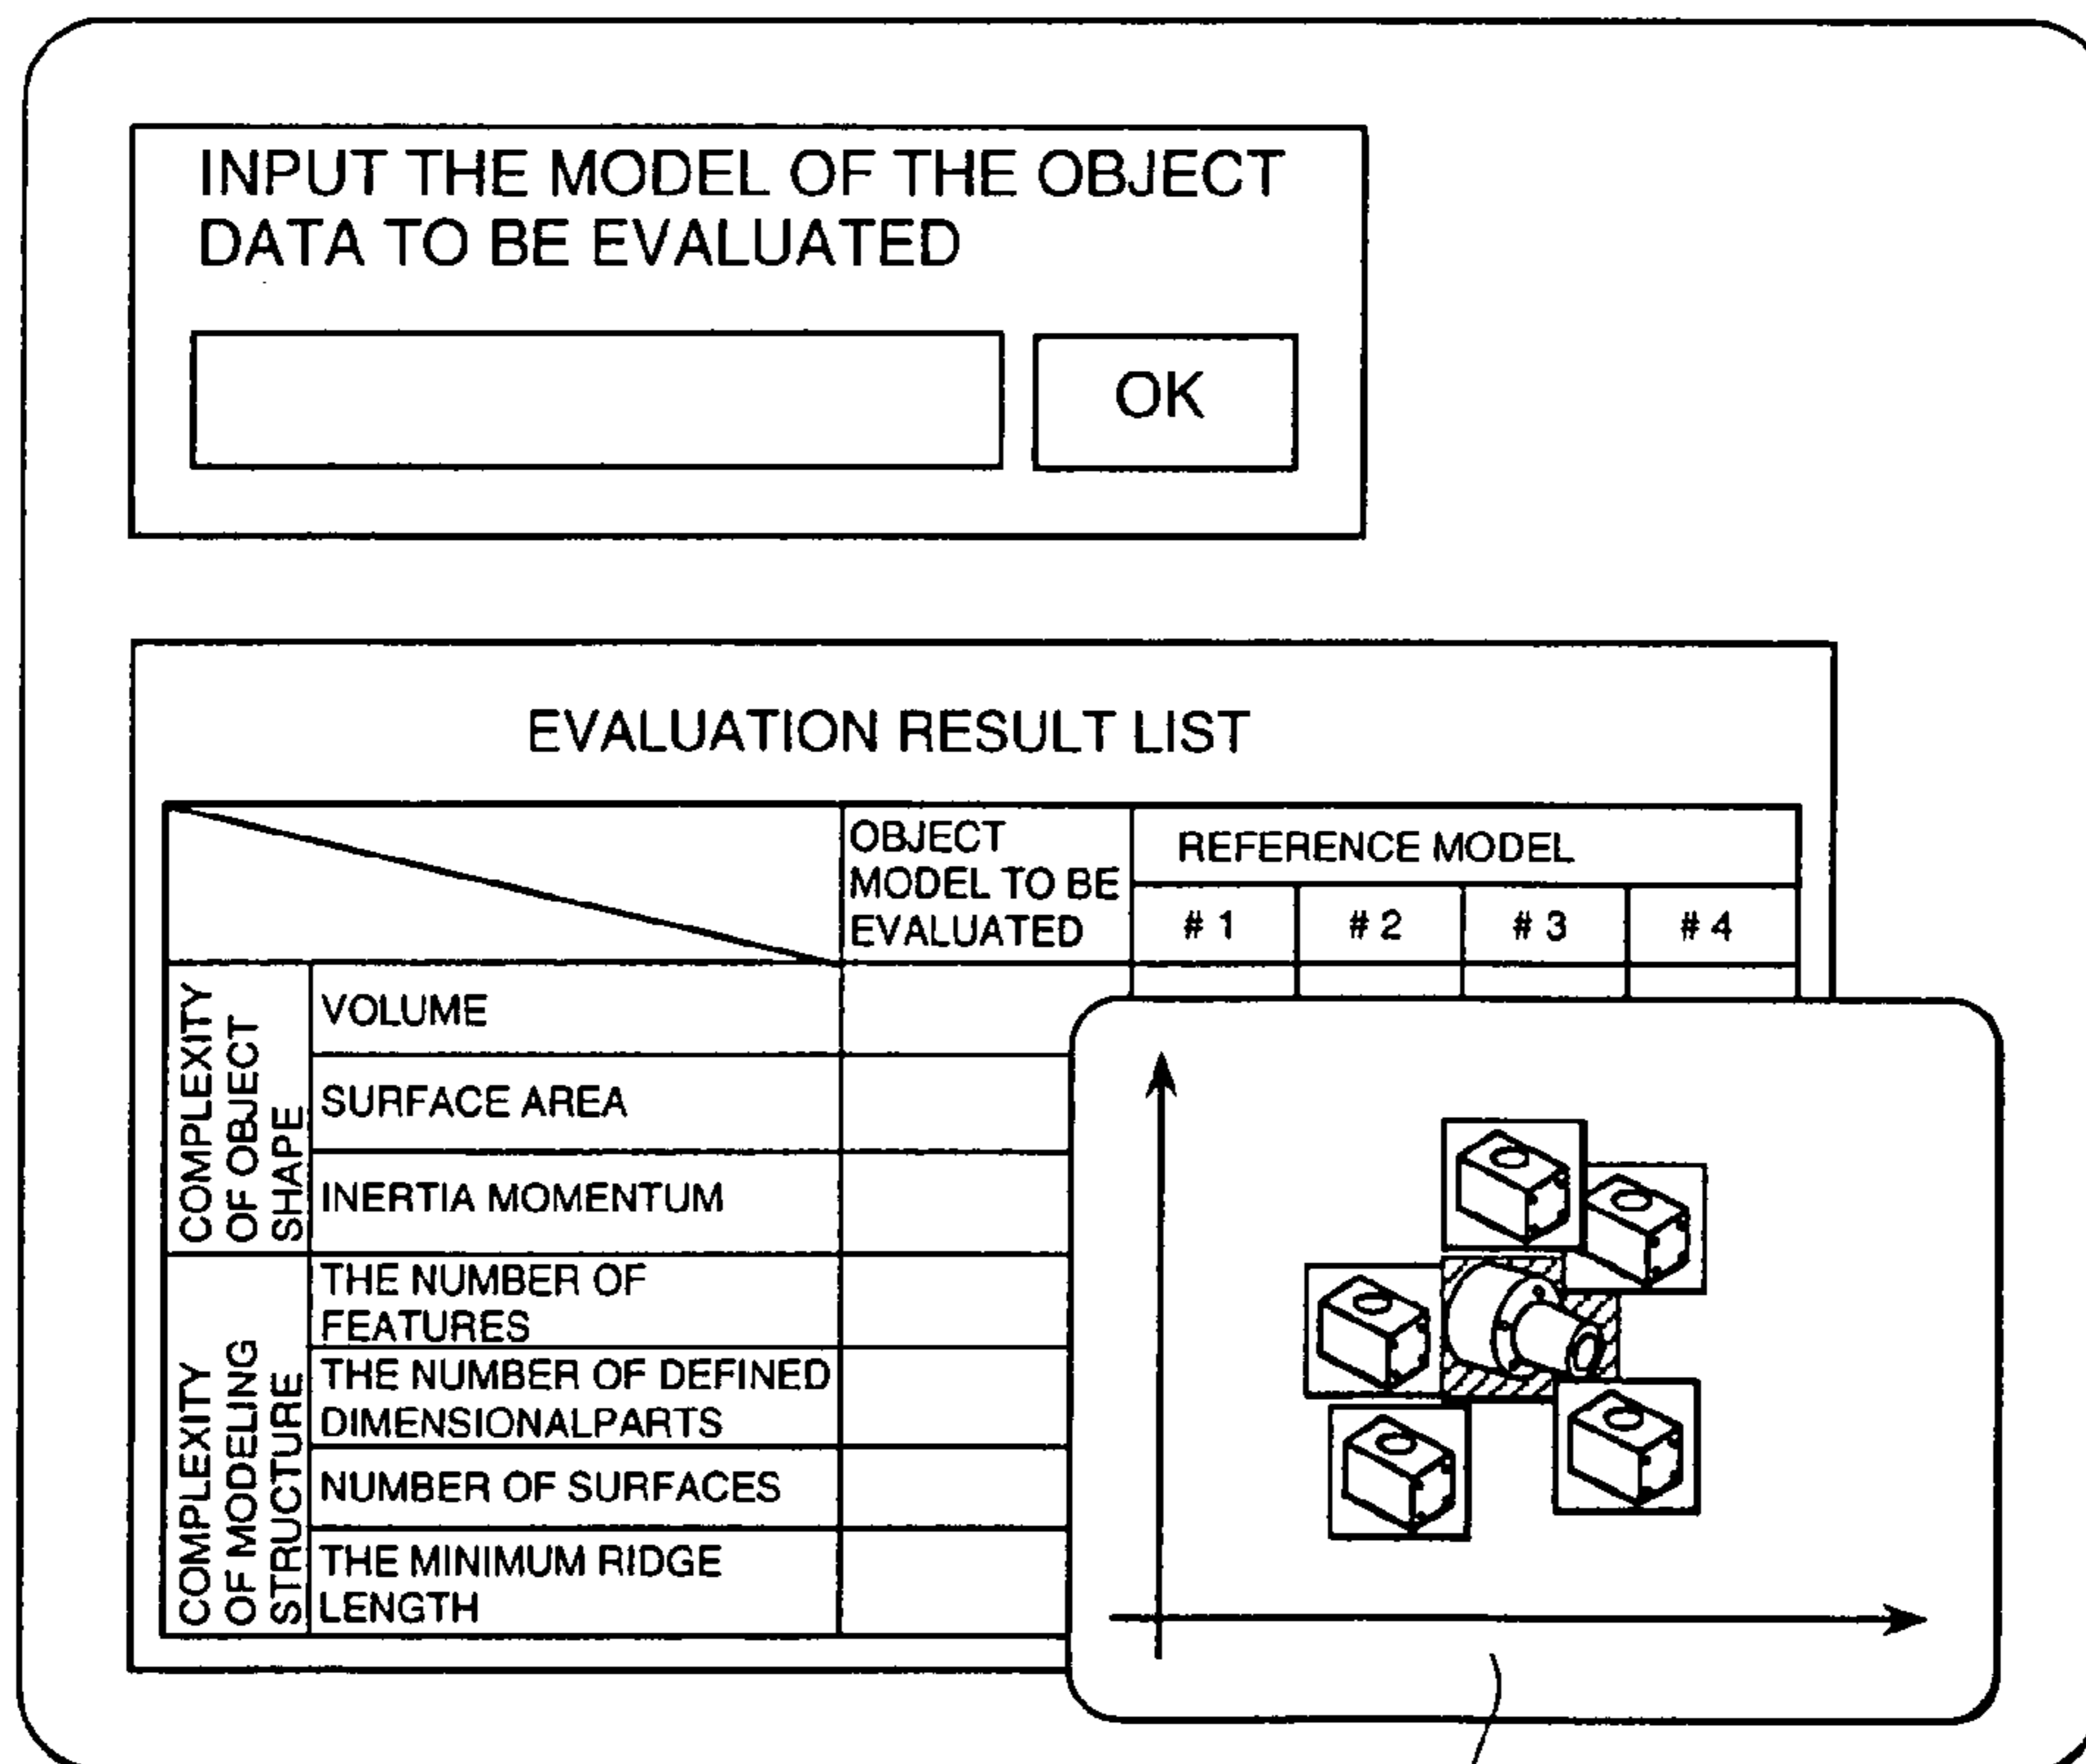 INPUT THE MODEL OF THE OBJECT
DATA TO BE EVALUATED
OK
EVALUATION RESULT LIST
OBJECT
MODEL TO BE
EVALUATED
REFERENCE MODEL
# 1
# 2
# 3
# 4
COMPLEXITY
OF OBJECT
SHAPE
VOLUME
SURFACE AREA
INERTIA MOMENTUM
COMPLEXITY
OF MODELING
STRUCTURE
THE NUMBER OF
FEATURES
THE NUMBER OF DEFINED
DIMENSIONALPARTS
NUMBER OF SURFACES
THE MINIMUM RIDGE
LENGTH